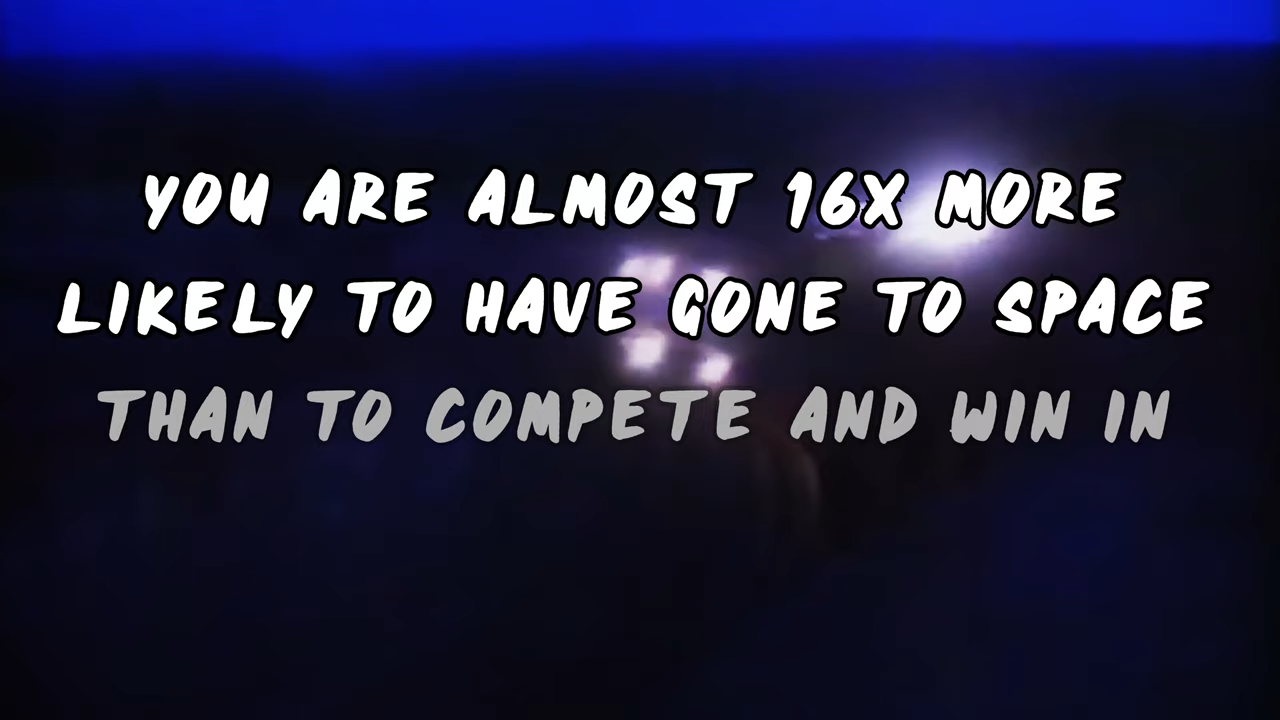 YOU ARE ALMOST 16X MORE
LIKELY TO HAVE GONE TO SPACE
THAN TO COMPETE AND WIN IN